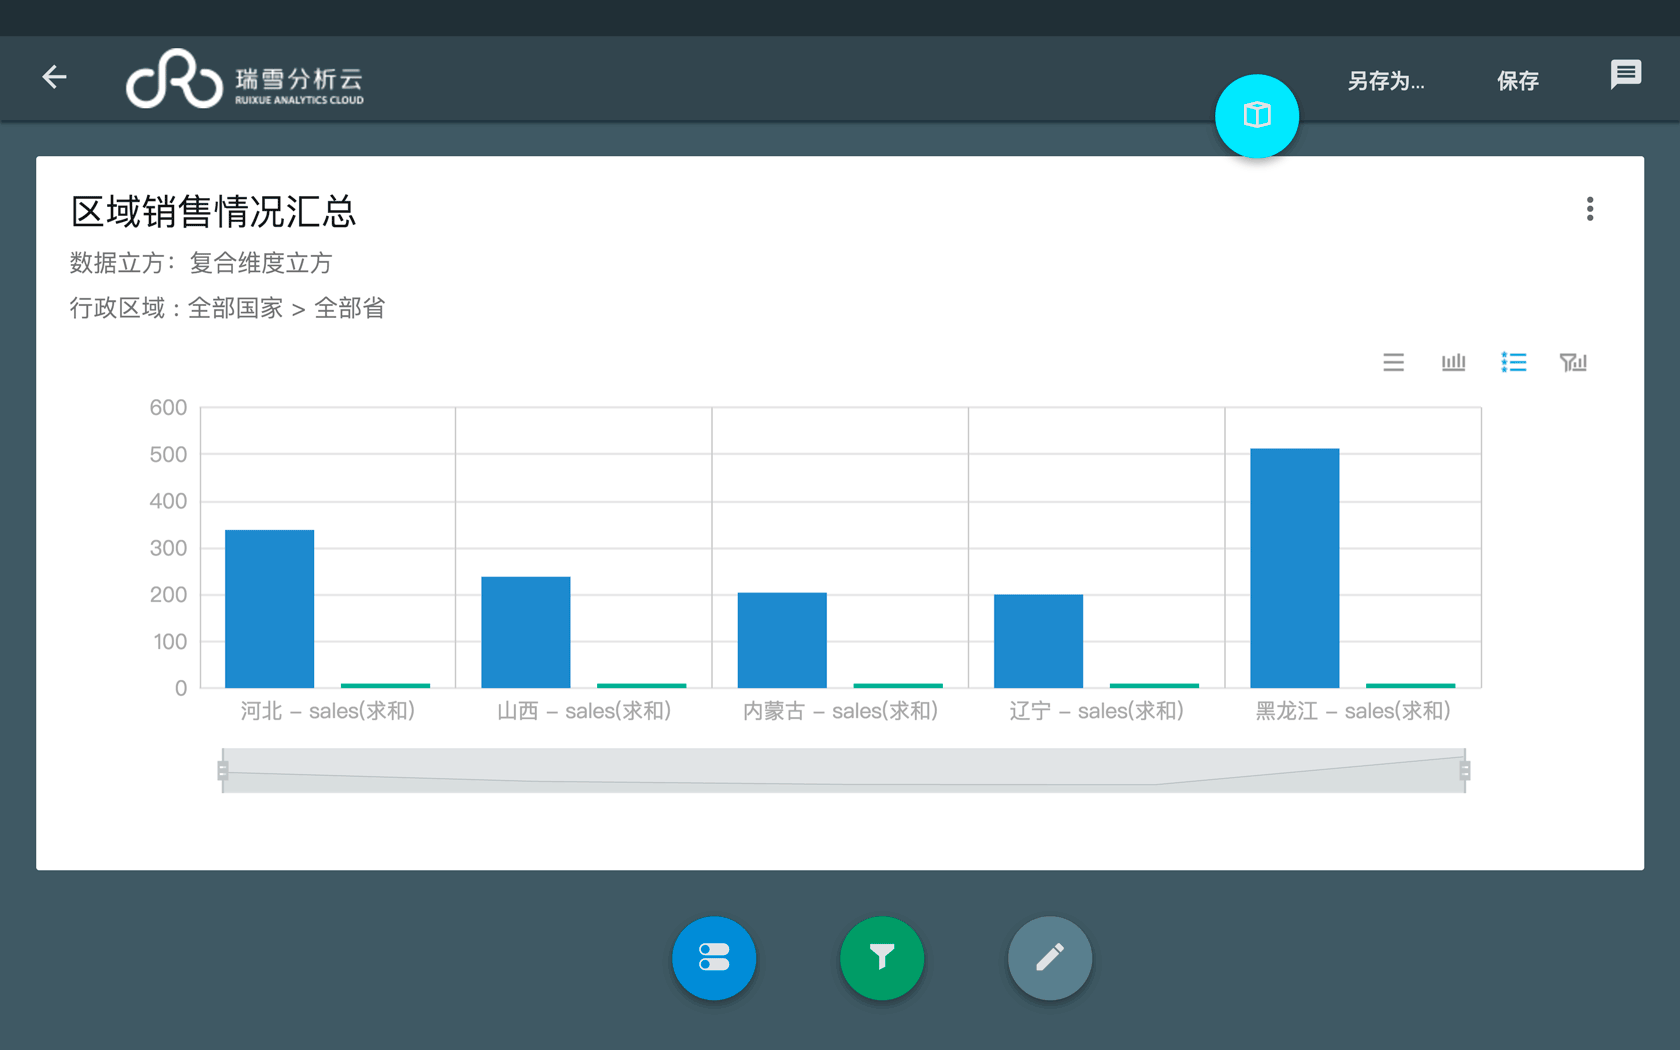 瑞雪分析云
RUIXUE ANALYTICS CLOUD
另存为...
保存
区域销售情况汇总
数据立方：复合维度立方
行政区域 : 全部国家 > 全部省
600
500
400
300
200
100
0
河北 – sales(求和)
山西 – sales(求和)
内蒙古 – sales(求和)
辽宁 – sales(求和)
黑龙江 – sales(求和)